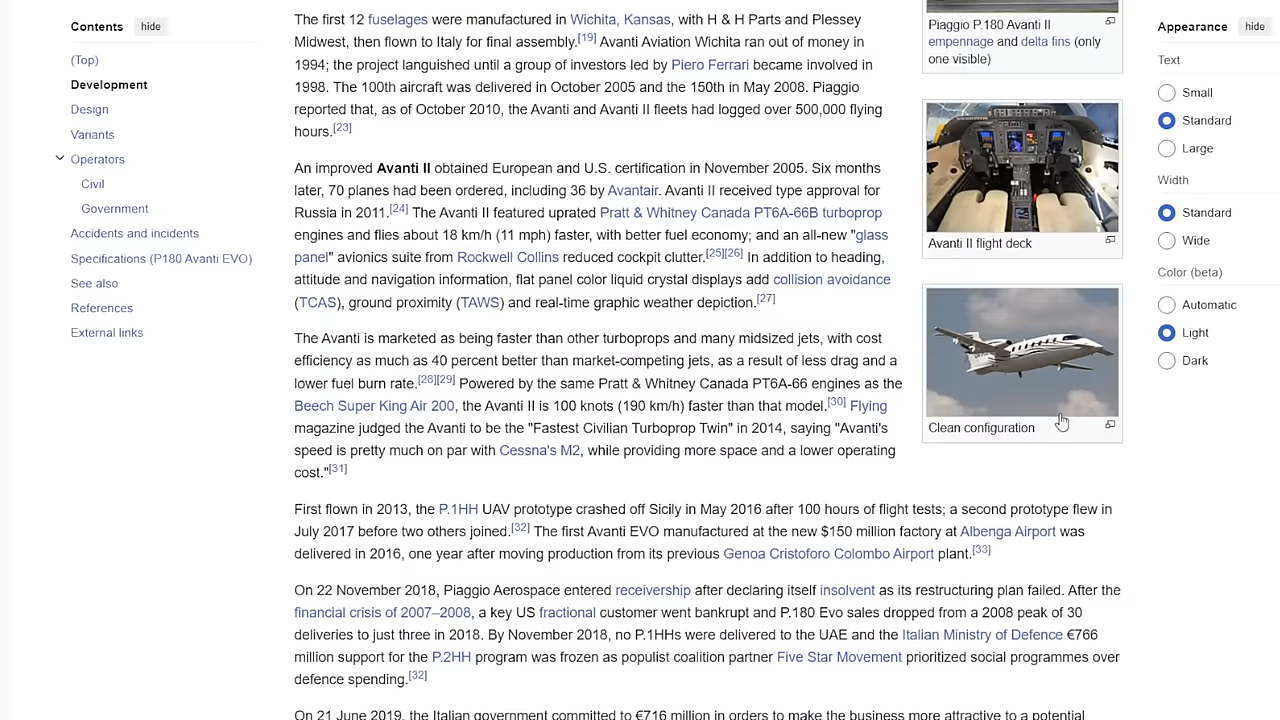 Contents hide
(Top)
Development
Design
Variants
Operators
Civil
Government
Accidents and incidents
Specifications (P180 Avanti EVO)
See also
References
External links
The first 12 fuselages were manufactured in Wichita, Kansas, with H & H Parts and Plessey
Midwest, then flown to Italy for final assembly.[19] Avanti Aviation Wichita ran out of money in
1994; the project languished until a group of investors led by Piero Ferrari became involved in
1998. The 100th aircraft was delivered in October 2005 and the 150th in May 2008. Piaggio
reported that, as of October 2010, the Avanti and Avanti II fleets had logged over 500,000 flying
hours.[23]
An improved Avanti II obtained European and U.S. certification in November 2005. Six months
later, 70 planes had been ordered, including 36 by Avantair. Avanti II received type approval for
Russia in 2011.[24] The Avanti II featured uprated Pratt & Whitney Canada PT6A-66B turboprop
engines and flies about 18 km/h (11 mph) faster, with better fuel economy; and an all-new "glass
panel" avionics suite from Rockwell Collins reduced cockpit clutter.[25][26] In addition to heading,
attitude and navigation information, flat panel color liquid crystal displays add collision avoidance
(TCAS), ground proximity (TAWS) and real-time graphic weather depiction.[27]
The Avanti is marketed as being faster than other turboprops and many midsized jets, with cost
efficiency as much as 40 percent better than market-competing jets, as a result of less drag and a
lower fuel burn rate.[28][29] Powered by the same Pratt & Whitney Canada PT6A-66 engines as the
Beech Super King Air 200, the Avanti II is 100 knots (190 km/h) faster than that model.[30] Flying
magazine judged the Avanti to be the "Fastest Civilian Turboprop Twin" in 2014, saying "Avanti's
speed is pretty much on par with Cessna's M2, while providing more space and a lower operating
cost."[31]
First flown in 2013, the P.1HH UAV prototype crashed off Sicily in May 2016 after 100 hours of flight tests; a second prototype flew in
July 2017 before two others joined.[32] The first Avanti EVO manufactured at the new $150 million factory at Albenga Airport was
delivered in 2016, one year after moving production from its previous Genoa Cristoforo Colombo Airport plant.[33]
On 22 November 2018, Piaggio Aerospace entered receivership after declaring itself insolvent as its restructuring plan failed. After the
financial crisis of 2007–2008, a key US fractional customer went bankrupt and P.180 Evo sales dropped from a 2008 peak of 30
deliveries to just three in 2018. By November 2018, no P.1HHs were delivered to the UAE and the Italian Ministry of Defence €766
million support for the P.2HH program was frozen as populist coalition partner Five Star Movement prioritized social programmes over
defence spending.[32]
On 21 June 2019, the Italian government committed to €716 million in orders to make the business more attractive to a potential
Piaggio P.180 Avanti II
empennage and delta fins (only
one visible)
Avanti II flight deck
Clean configuration
Appearance hide
Text
Small
Standard
Large
Width
Standard
Wide
Color (beta)
Automatic
Light
Dark